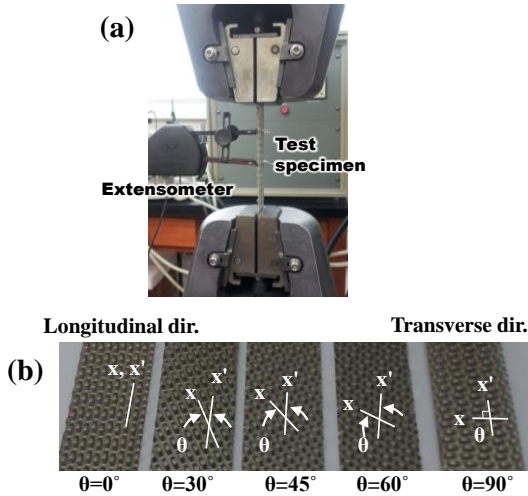 (a)
Test
specimen
Extensometer
Longitudinal dir. Transverse dir.
(b)
x, x' x' x' x' x'
x x x x
θ θ θ θ
θ=0° θ=30° θ=45° θ=60° θ=90°